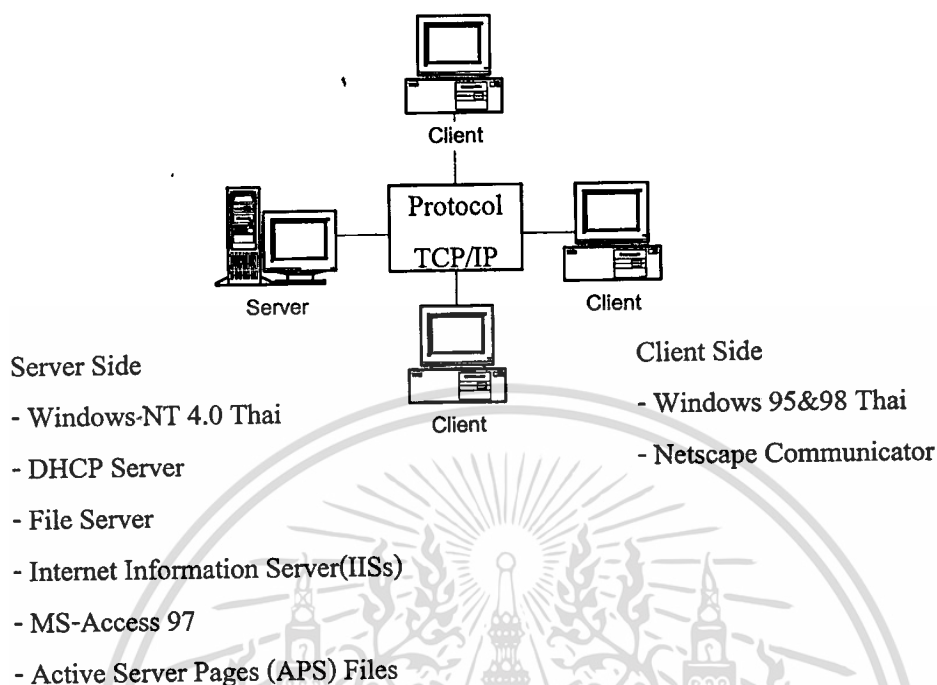 Client
Protocol
TCP/IP
Server
Client
Client
Server Side
- Windows-NT 4.0 Thai
- DHCP Server
- File Server
- Internet Information Server(IISs)
- MS-Access 97
- Active Server Pages (APS) Files
Client Side
- Windows 95&98 Thai
- Netscape Communicator